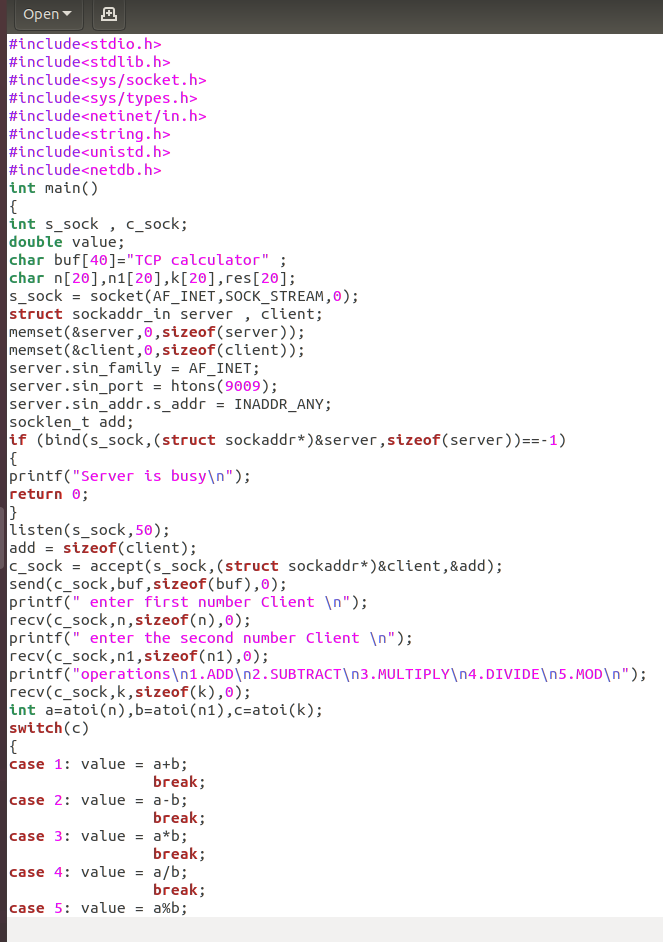 Open
#include<stdio.h>
#include<stdlib.h>
#include<sys/socket.h>
#include<sys/types.h>
#include<netinet/in.h>
#include<string.h>
#include<unistd.h>
#include<netdb.h>
int main()
{
int s_sock , c_sock;
double value;
char buf[40]="TCP calculator" ;
char n[20],n1[20],k[20],res[20];
s_sock = socket(AF_INET,SOCK_STREAM,0);
struct sockaddr_in server , client;
memset(&server,0,sizeof(server));
memset(&client,0,sizeof(client));
server.sin_family = AF_INET;
server.sin_port = htons(9009);
server.sin_addr.s_addr = INADDR_ANY;
socklen_t add;
if (bind(s_sock,(struct sockaddr*)&server,sizeof(server))==-1)
{
printf("Server is busy\n");
return 0;
}
listen(s_sock,50);
add = sizeof(client);
c_sock = accept(s_sock,(struct sockaddr*)&client,&add);
send(c_sock,buf,sizeof(buf),0);
printf(" enter first number Client \n");
recv(c_sock,n,sizeof(n),0);
printf(" enter the second number Client \n");
recv(c_sock,n1,sizeof(n1),0);
printf("operations\n1.ADD\n2.SUBTRACT\n3.MULTIPLY\n4.DIVIDE\n5.MOD\n");
recv(c_sock,k,sizeof(k),0);
int a=atoi(n),b=atoi(n1),c=atoi(k);
switch(c)
{
case 1: value = a+b;
break;
case 2: value = a-b;
break;
case 3: value = a*b;
break;
case 4: value = a/b;
break;
case 5: value = a%b;